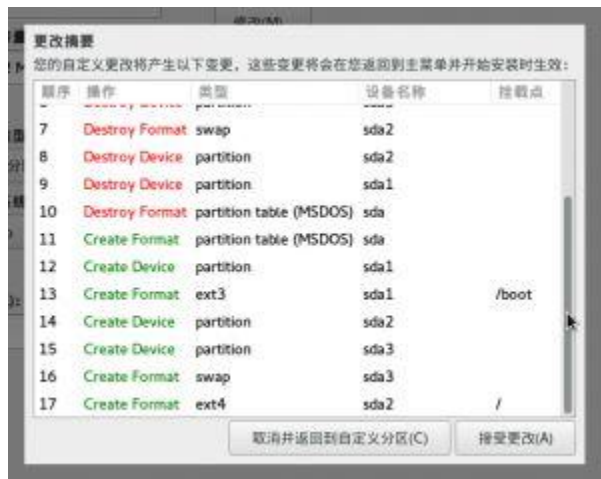 更改摘要
您的自定义更改将产生以下变更，这些变更将会在您返回到主菜单并开始安装时生效：
顺序 操作 类型 设备名称 挂载点
7 Destroy Format swap sda2
8 Destroy Device partition sda2
9 Destroy Device partition sda1
10 Destroy Format partition table (MSDOS) sda
11 Create Format partition table (MSDOS) sda
12 Create Device partition sda1
13 Create Format ext3 sda1 /boot
14 Create Device partition sda2
15 Create Device partition sda3
16 Create Format swap sda3
17 Create Format ext4 sda2 /
取消并返回到自定义分区(C) 接受更改(A)